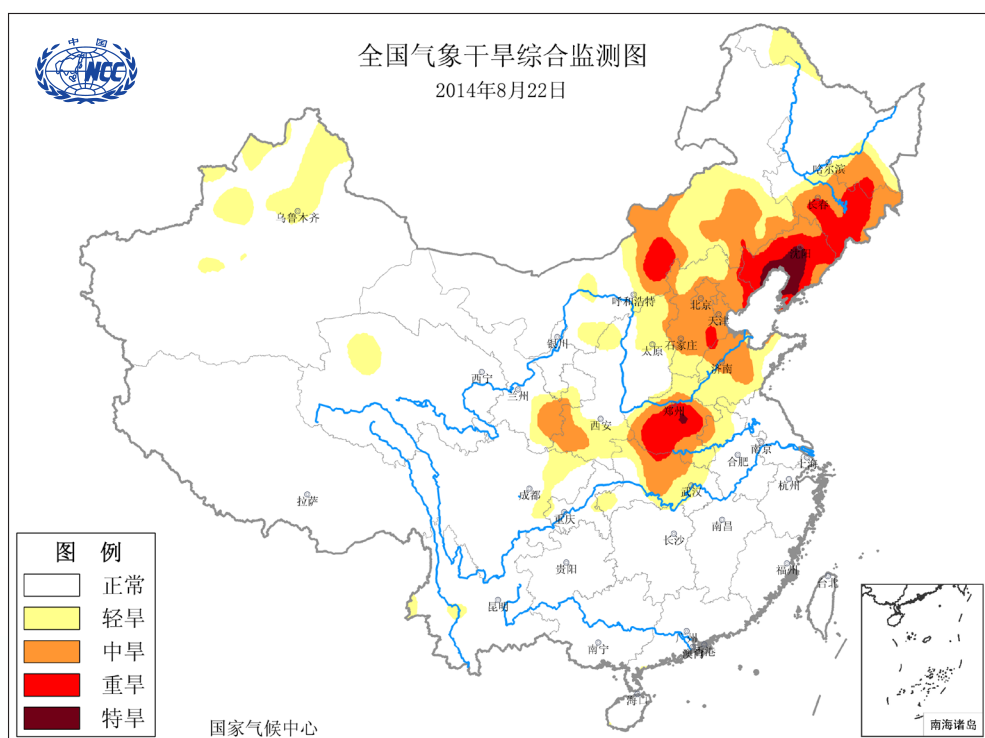 中国
NCC
全国气象干旱综合监测图
2014年8月22日
哈尔滨
乌鲁木齐
长春
沈阳
呼和浩特
北京
天津
银川
太原
石家庄
济南
西宁
兰州
郑州
西安
南京
合肥
上海
成都
武汉
杭州
拉萨
重庆
南昌
长沙
贵阳
福州
台北
昆明
广州
南宁
澳门
香港
海口
图 例
正常
轻旱
中旱
重旱
特旱
南海诸岛
国家气候中心